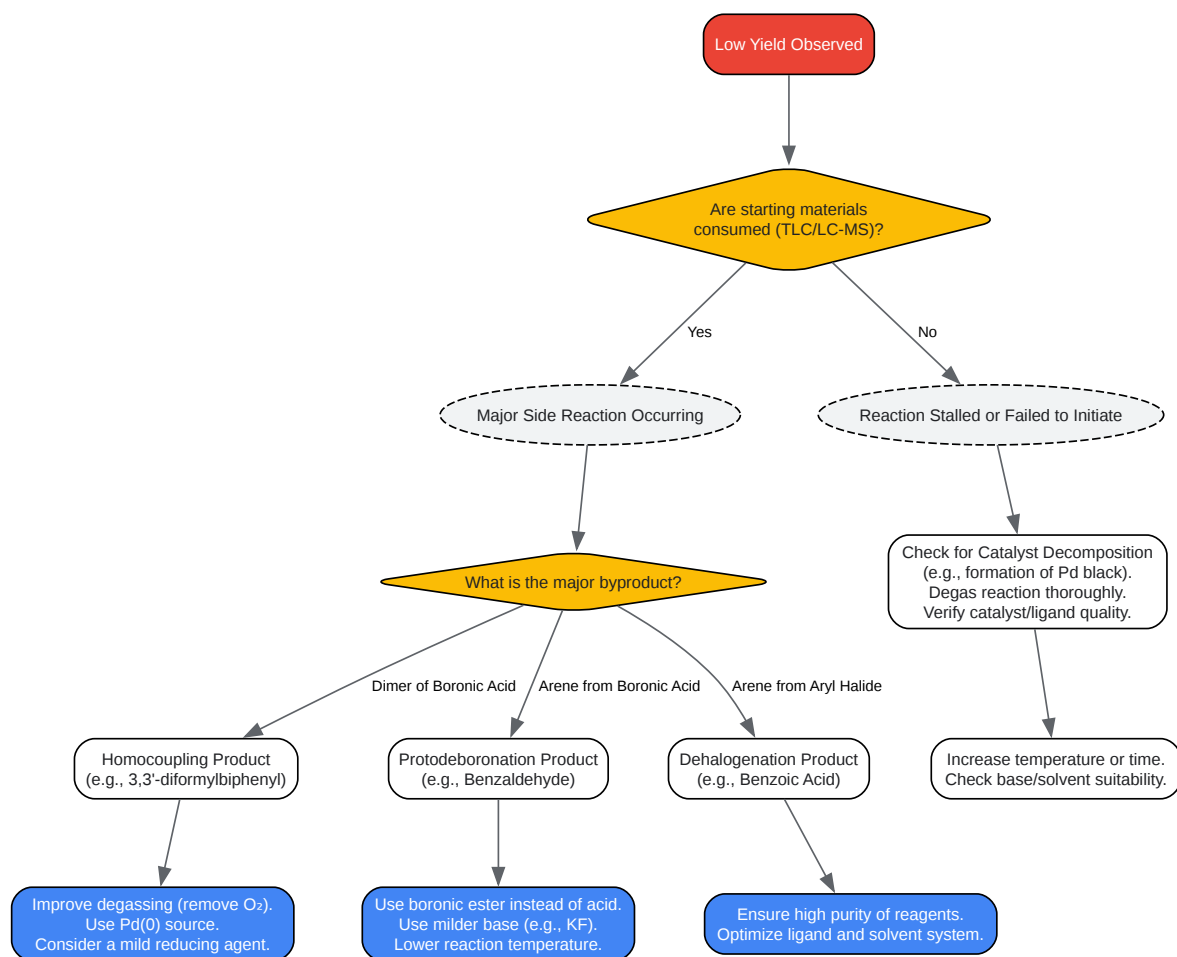 Low Yield Observed
Are starting materials
consumed (TLC/LC-MS)?
Yes
No
Major Side Reaction Occurring
Reaction Stalled or Failed to Initiate
Check for Catalyst Decomposition
(e.g., formation of Pd black).
Degas reaction thoroughly.
Verify catalyst/ligand quality.
What is the major byproduct?
Dimer of Boronic Acid
Arene from Boronic Acid
Arene from Aryl Halide
Homocoupling Product
(e.g., 3,3'-diformylbiphenyl)
Protodeboronation Product
(e.g., Benzaldehyde)
Dehalogenation Product
(e.g., Benzoic Acid)
Increase temperature or time.
Check base/solvent suitability.
Improve degassing (remove O₂).
Use Pd(0) source.
Consider a mild reducing agent.
Use boronic ester instead of acid.
Use milder base (e.g., KF).
Lower reaction temperature.
Ensure high purity of reagents.
Optimize ligand and solvent system.